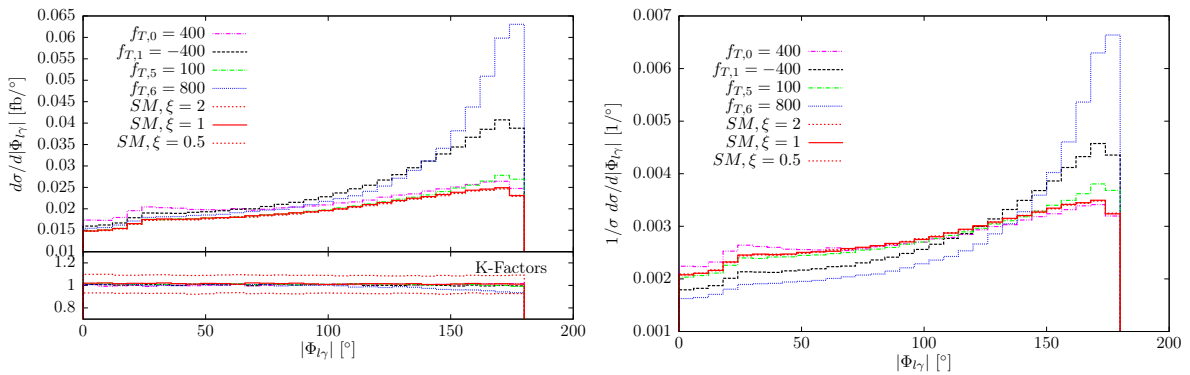 dσ/d|Φ_{lγ}| [fb/°]
0.065
0.06
0.055
0.05
0.045
0.04
0.035
0.03
0.025
0.02
0.015
0.01
f_{T,0} = 400
f_{T,1} = −400
f_{T,5} = 100
f_{T,6} = 800
SM, ξ = 2
SM, ξ = 1
SM, ξ = 0.5
1.2
1
0.8
K-Factors
0 50 100 150 200
|Φ_{lγ}| [°]
1/σ dσ/d|Φ_{lγ}| [1/°]
0.007
0.006
0.005
0.004
0.003
0.002
0.001
f_{T,0} = 400
f_{T,1} = −400
f_{T,5} = 100
f_{T,6} = 800
SM, ξ = 2
SM, ξ = 1
SM, ξ = 0.5
0 50 100 150 200
|Φ_{lγ}| [°]